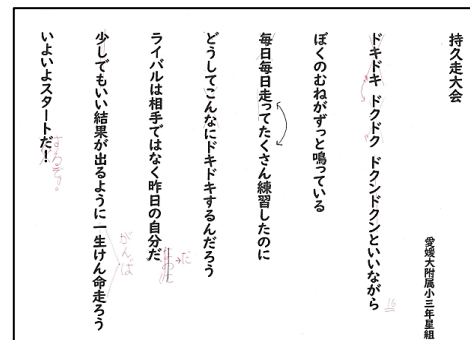 持久走大会
愛媛大附属小三年星組
ドキドキ ドクドク ドクンドクンといいながら
ぼくのむねがずっと鳴っている
毎日毎日走ってたくさん練習したのに
どうしてこんなにドキドキするんだろう
ライバルは相手ではなく昨日の自分だ
少しでもいい結果が出るように一生けん命走ろう
がんば
いよいよスタートだ！